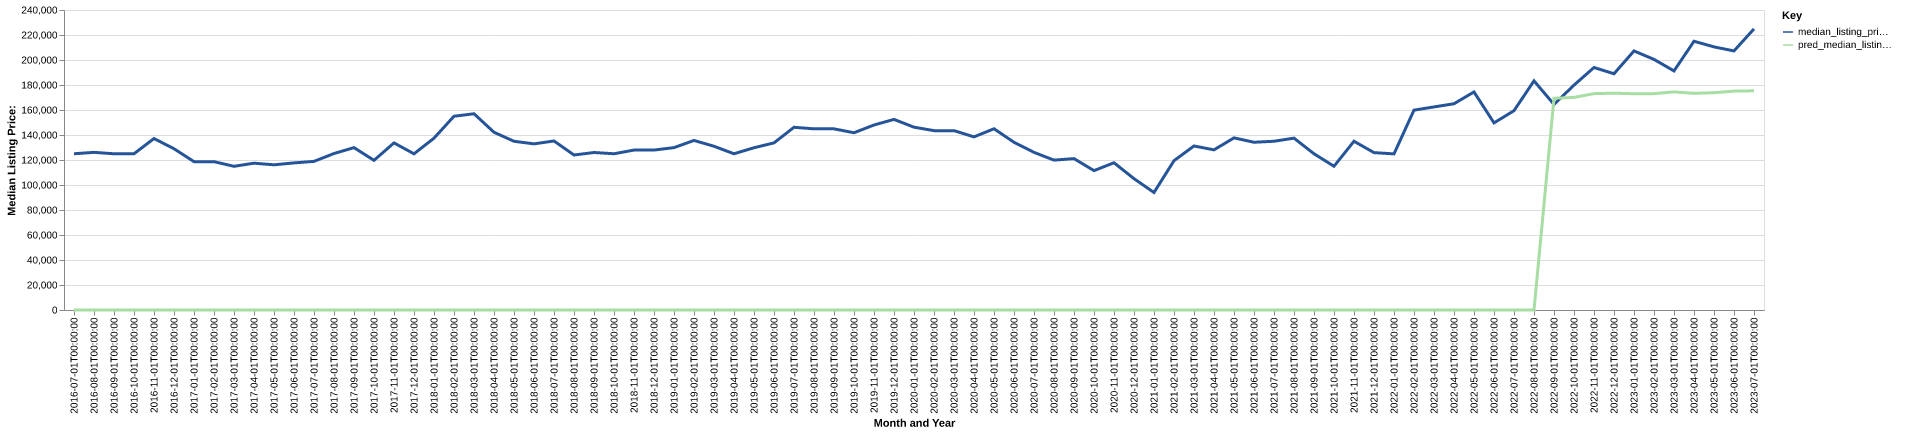 240,000
220,000
200,000
180,000
160,000
140,000
120,000
100,000
80,000
60,000
40,000
20,000
0
Median Listing Price:
2016-07-01T00:00:00
2016-08-01T00:00:00
2016-09-01T00:00:00
2016-10-01T00:00:00
2016-11-01T00:00:00
2016-12-01T00:00:00
2017-01-01T00:00:00
2017-02-01T00:00:00
2017-03-01T00:00:00
2017-04-01T00:00:00
2017-05-01T00:00:00
2017-06-01T00:00:00
2017-07-01T00:00:00
2017-08-01T00:00:00
2017-09-01T00:00:00
2017-10-01T00:00:00
2017-11-01T00:00:00
2017-12-01T00:00:00
2018-01-01T00:00:00
2018-02-01T00:00:00
2018-03-01T00:00:00
2018-04-01T00:00:00
2018-05-01T00:00:00
2018-06-01T00:00:00
2018-07-01T00:00:00
2018-08-01T00:00:00
2018-09-01T00:00:00
2018-10-01T00:00:00
2018-11-01T00:00:00
2018-12-01T00:00:00
2019-01-01T00:00:00
2019-02-01T00:00:00
2019-03-01T00:00:00
2019-04-01T00:00:00
2019-05-01T00:00:00
2019-06-01T00:00:00
2019-07-01T00:00:00
2019-08-01T00:00:00
2019-09-01T00:00:00
2019-10-01T00:00:00
2019-11-01T00:00:00
2019-12-01T00:00:00
2020-01-01T00:00:00
2020-02-01T00:00:00
2020-03-01T00:00:00
2020-04-01T00:00:00
2020-05-01T00:00:00
2020-06-01T00:00:00
2020-07-01T00:00:00
2020-08-01T00:00:00
2020-09-01T00:00:00
2020-10-01T00:00:00
2020-11-01T00:00:00
2020-12-01T00:00:00
2021-01-01T00:00:00
2021-02-01T00:00:00
2021-03-01T00:00:00
2021-04-01T00:00:00
2021-05-01T00:00:00
2021-06-01T00:00:00
2021-07-01T00:00:00
2021-08-01T00:00:00
2021-09-01T00:00:00
2021-10-01T00:00:00
2021-11-01T00:00:00
2021-12-01T00:00:00
2022-01-01T00:00:00
2022-02-01T00:00:00
2022-03-01T00:00:00
2022-04-01T00:00:00
2022-05-01T00:00:00
2022-06-01T00:00:00
2022-07-01T00:00:00
2022-08-01T00:00:00
2022-09-01T00:00:00
2022-10-01T00:00:00
2022-11-01T00:00:00
2022-12-01T00:00:00
2023-01-01T00:00:00
2023-02-01T00:00:00
2023-03-01T00:00:00
2023-04-01T00:00:00
2023-05-01T00:00:00
2023-06-01T00:00:00
2023-07-01T00:00:00
Month and Year
Key
median_listing_pri…
pred_median_listin…